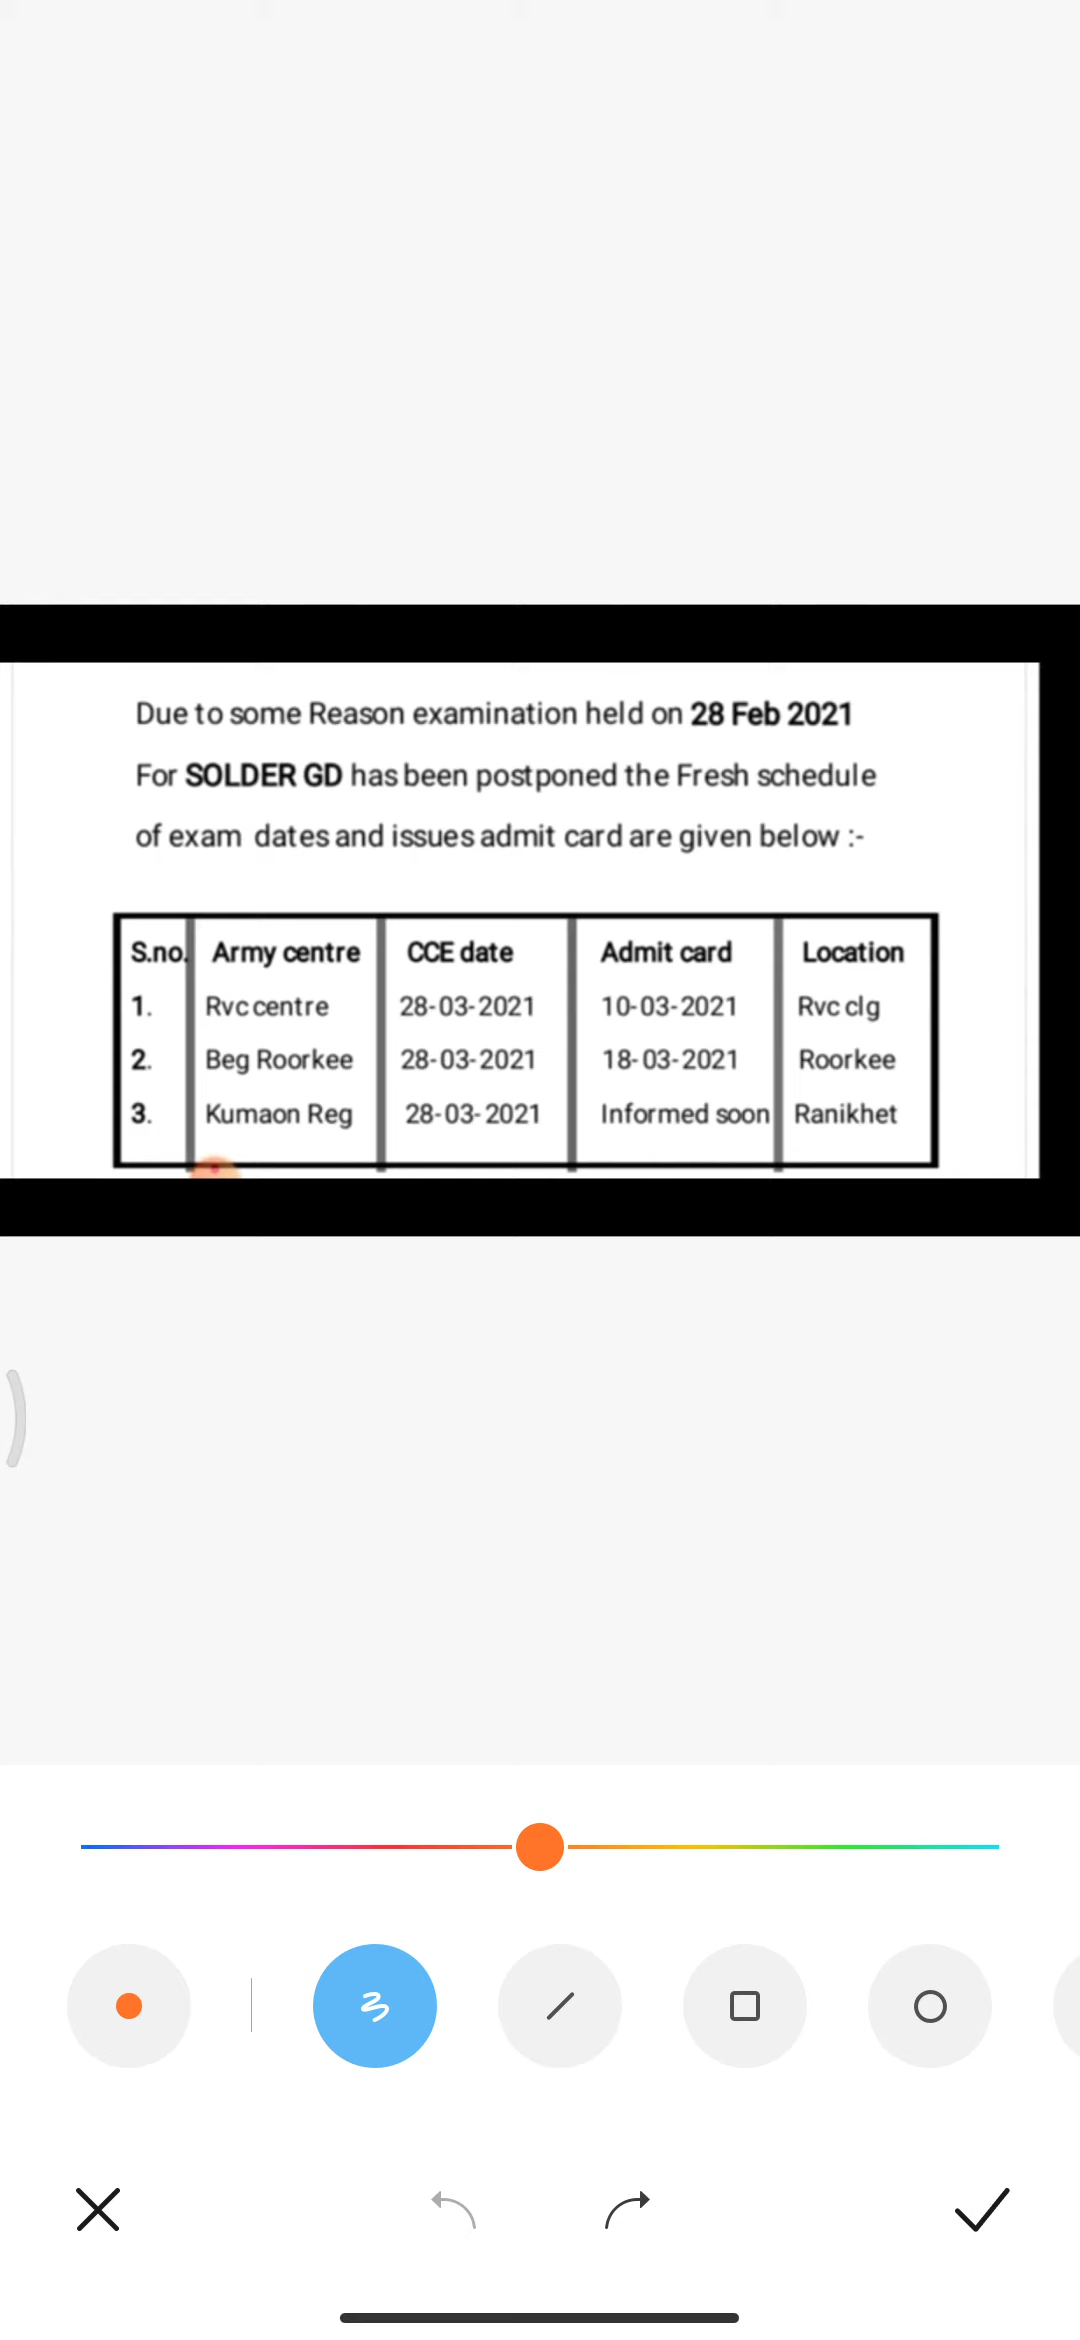 Due to some Reason examination held on 28 Feb 2021
For SOLDER GD has been postponed the Fresh schedule
of exam dates and issues admit card are given below :-
S.no. Army centre CCE date Admit card Location
1. Rvc centre 28-03-2021 10-03-2021 Rvc clg
2. Beg Roorkee 28-03-2021 18-03-2021 Roorkee
3. Kumaon Reg 28-03-2021 Informed soon Ranikhet